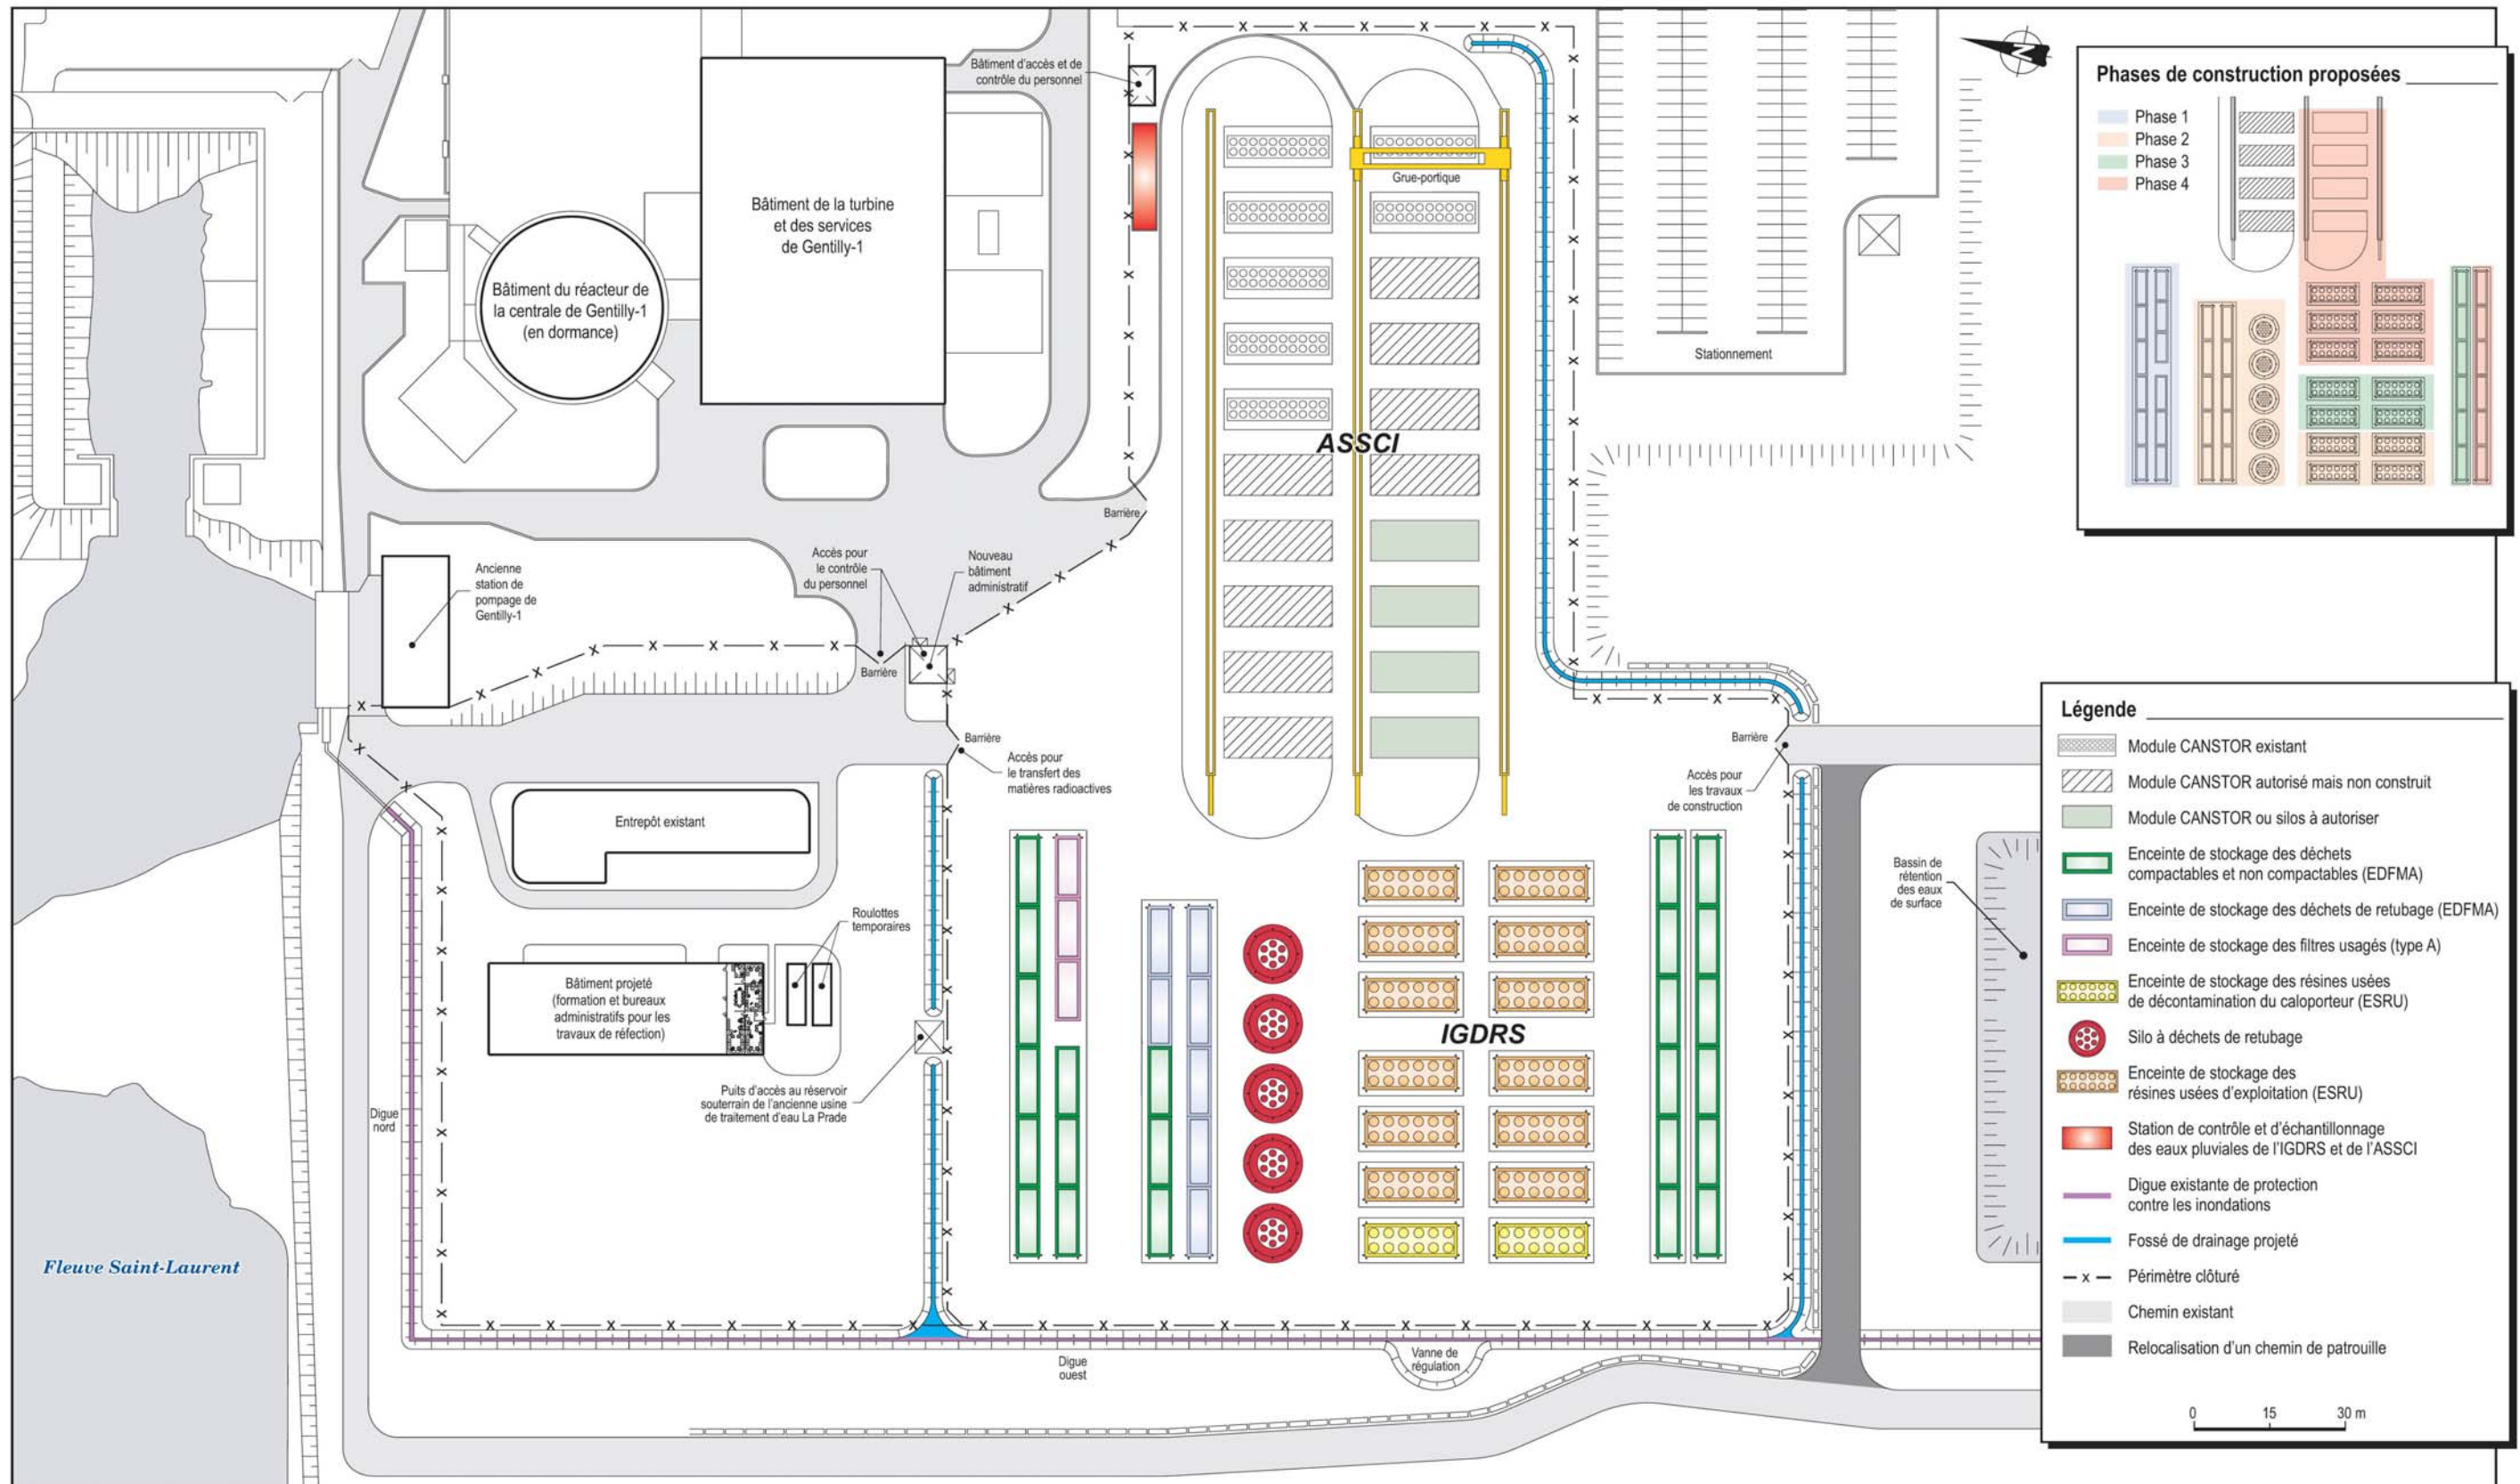 Bâtiment d'accès et de
contrôle du personnel
Bâtiment de la turbine
et des services
de Gentilly-1
Bâtiment du réacteur de
la centrale de Gentilly-1
(en dormance)
Grue-portique
Stationnement
ASSCI
N
Barrière
Ancienne
station de
pompage de
Gentilly-1
Accès pour
le contrôle
du personnel
Nouveau
bâtiment
administratif
Barrière
Barrière
Accès pour
le transfert des
matières radioactives
Barrière
Accès pour
les travaux
de construction
Entrepôt existant
Roulottes
temporaires
Bâtiment projeté
(formation et bureaux
administratifs pour les
travaux de réfection)
Puits d'accès au réservoir
souterrain de l'ancienne usine
de traitement d'eau La Prade
Bassin de
rétention
des eaux
de surface
IGDRS
Digue
nord
Fleuve Saint-Laurent
Digue
ouest
Vanne de
régulation
Phases de construction proposées
Phase 1
Phase 2
Phase 3
Phase 4
Légende
Module CANSTOR existant
Module CANSTOR autorisé mais non construit
Module CANSTOR ou silos à autoriser
Enceinte de stockage des déchets
compactables et non compactables (EDFMA)
Enceinte de stockage des déchets de retubage (EDFMA)
Enceinte de stockage des filtres usagés (type A)
Enceinte de stockage des résines usées
de décontamination du caloporteur (ESRU)
Silo à déchets de retubage
Enceinte de stockage des
résines usées d'exploitation (ESRU)
Station de contrôle et d'échantillonnage
des eaux pluviales de l'IGDRS et de l'ASSCI
Digue existante de protection
contre les inondations
Fossé de drainage projeté
Périmètre clôturé
Chemin existant
Relocalisation d'un chemin de patrouille
0 15 30 m